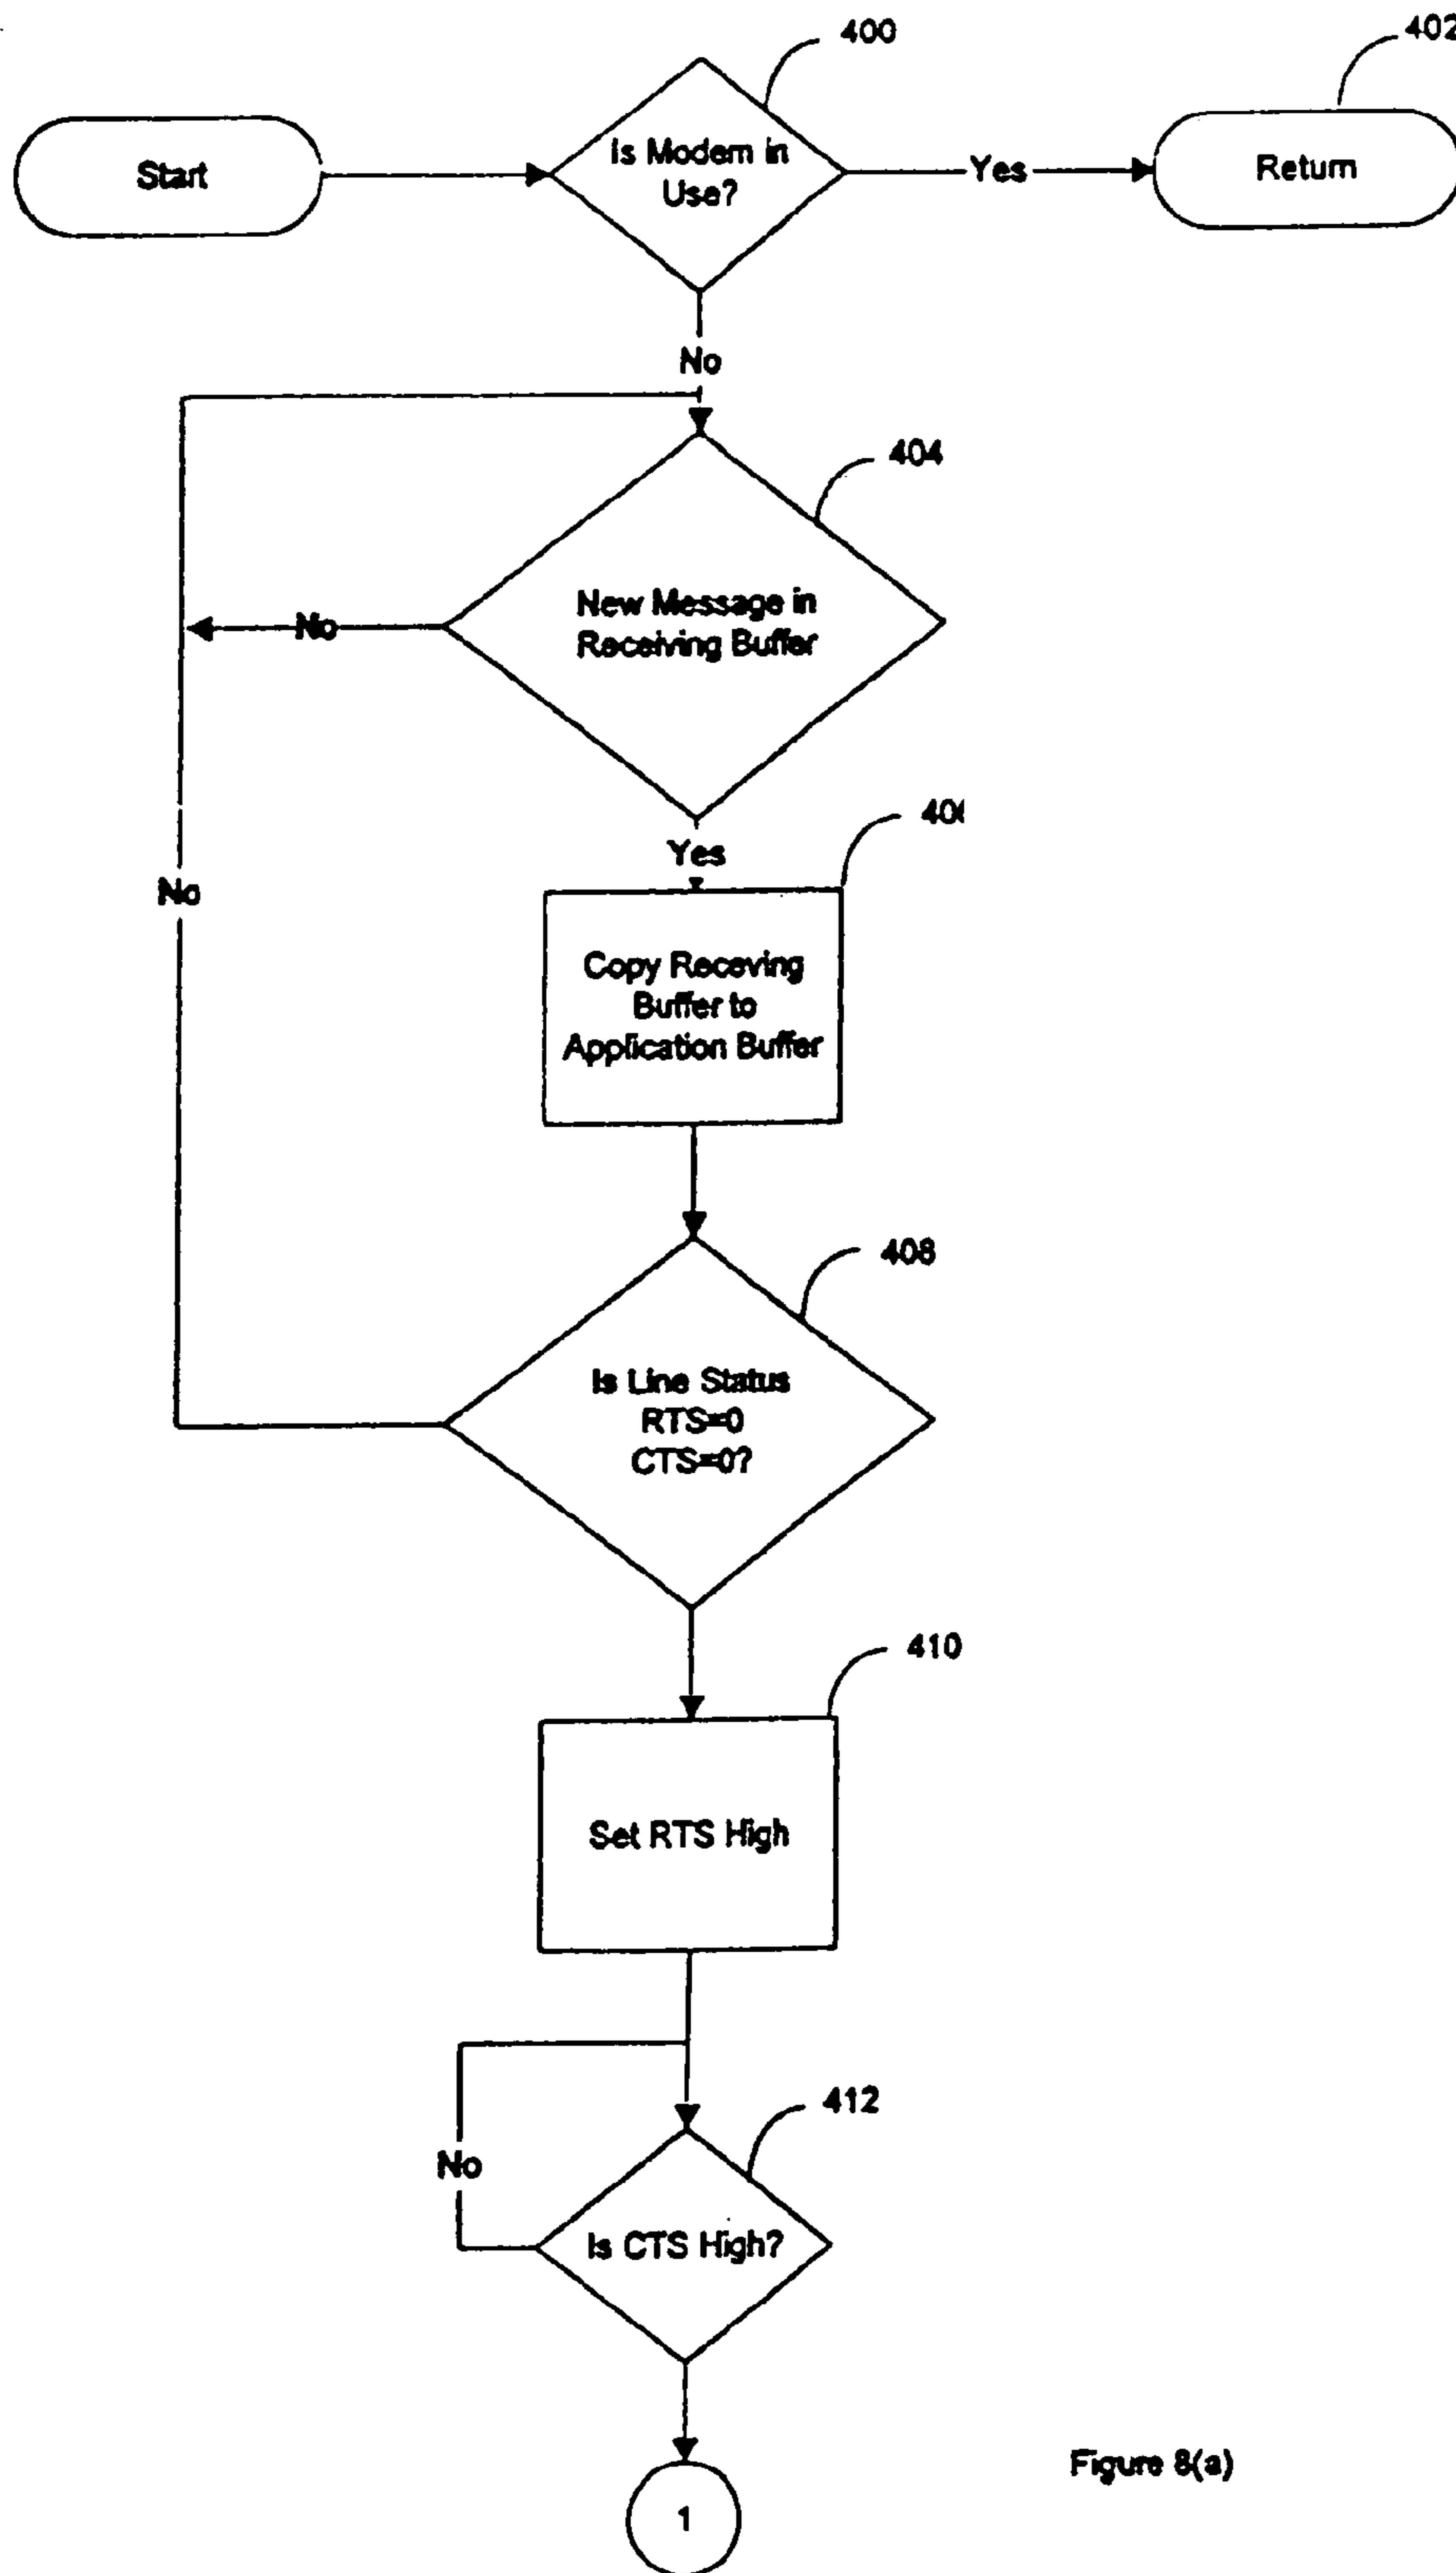 400
402
Start
Is Modem in
Use?
Yes
Return
No
404
New Message in
Receiving Buffer
No
Yes
No
Copy Receving
Buffer to
Application Buffer
408
Is Line Status
RTS=0
CTS=0?
410
Set RTS High
412
No
Is CTS High?
1
Figure 8(a)